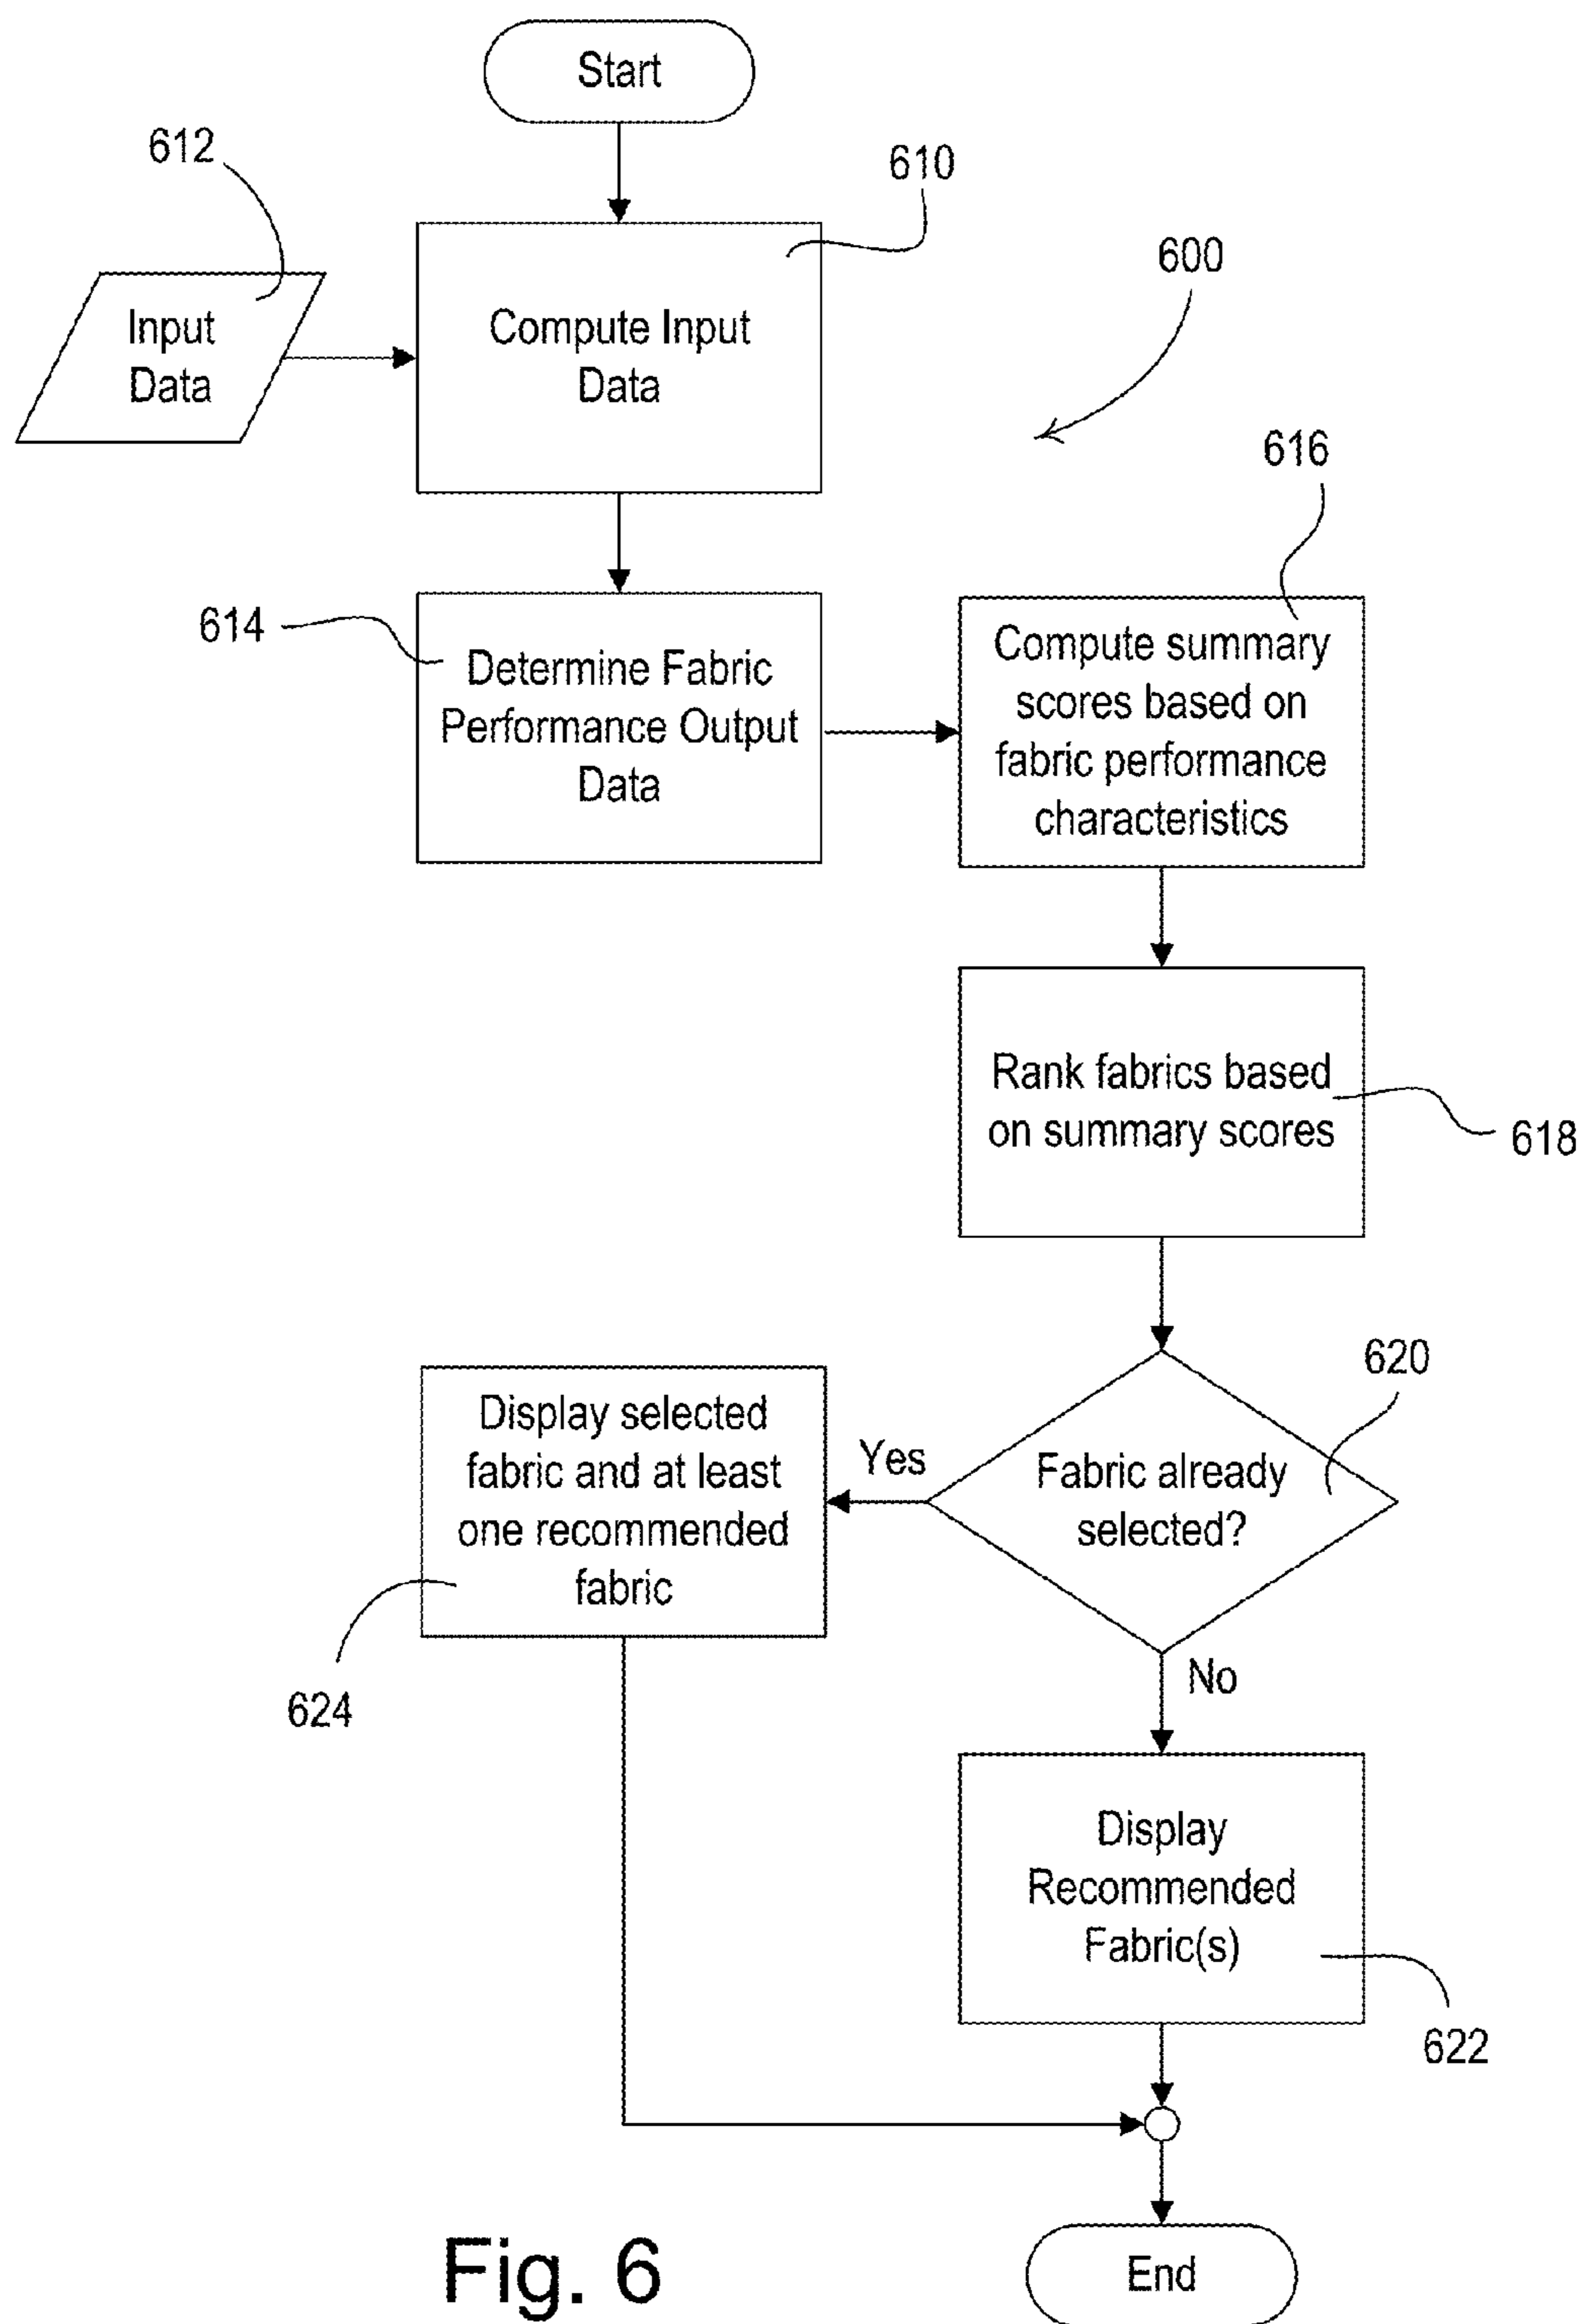 Start
612
610
600
Input
Data
Compute Input
Data
616
614
Determine Fabric
Performance Output
Data
Compute summary
scores based on
fabric performance
characteristics
Rank fabrics based
on summary scores
618
620
Display selected
fabric and at least
one recommended
fabric
Yes
Fabric already
selected?
No
624
Display
Recommended
Fabric(s)
622
Fig. 6
End